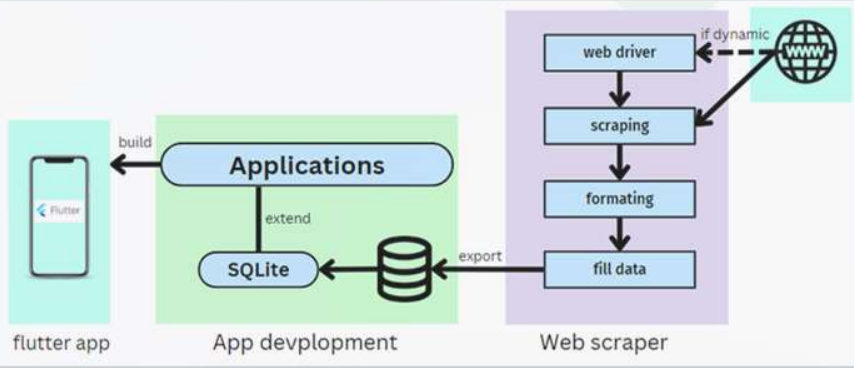 if dynamic
www
web driver
scraping
formating
fill data
export
build
Applications
extend
SQLite
Flutter
flutter app
App devplopment
Web scraper